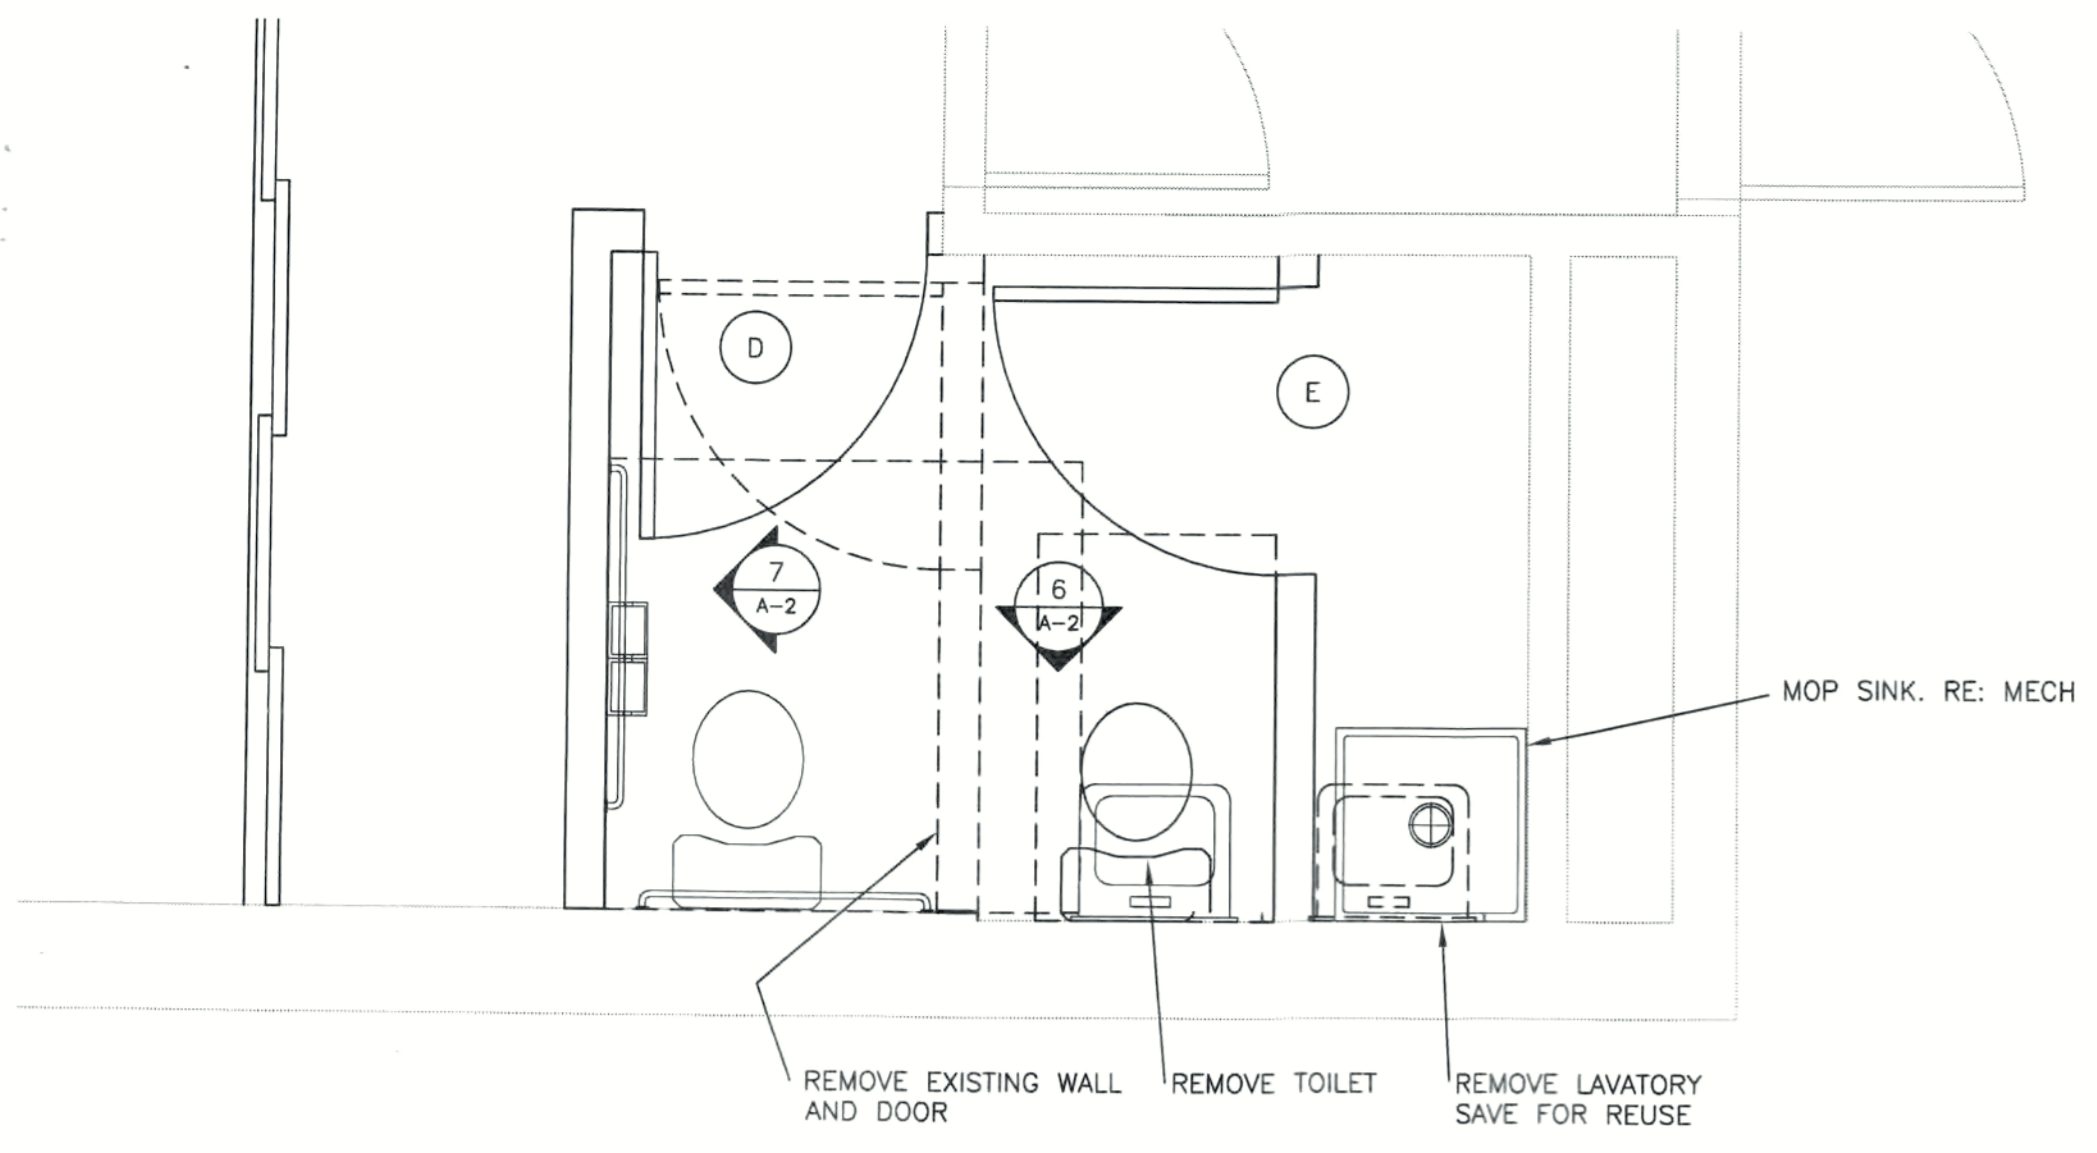 D
E
7
A-2
6
A-2
MOP SINK. RE: MECH
REMOVE EXISTING WALL
AND DOOR
REMOVE TOILET
REMOVE LAVATORY
SAVE FOR REUSE